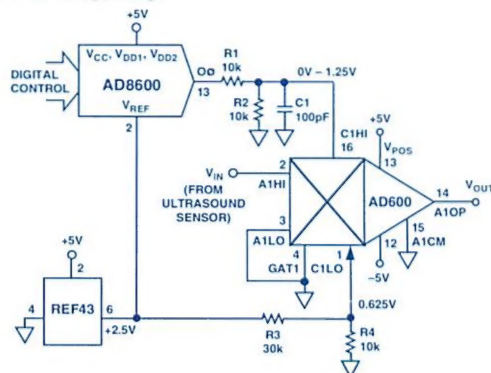 +5V
V_CC, V_DD1, V_DD2
AD8600
V_REF
2
DIGITAL
CONTROL
OØ
13
R1
10k
R2
10k
C1
100pF
0V – 1.25V
C1HI
16
+5V
V_POS
13
V_IN
(FROM
ULTRASOUND
SENSOR)
2
A1HI
3
A1LO
4
GAT1
1
C1LO
AD600
14
A1OP
V_OUT
15
A1CM
12
–5V
0.625V
+5V
2
REF43
4
6
+2.5V
R3
30k
R4
10k